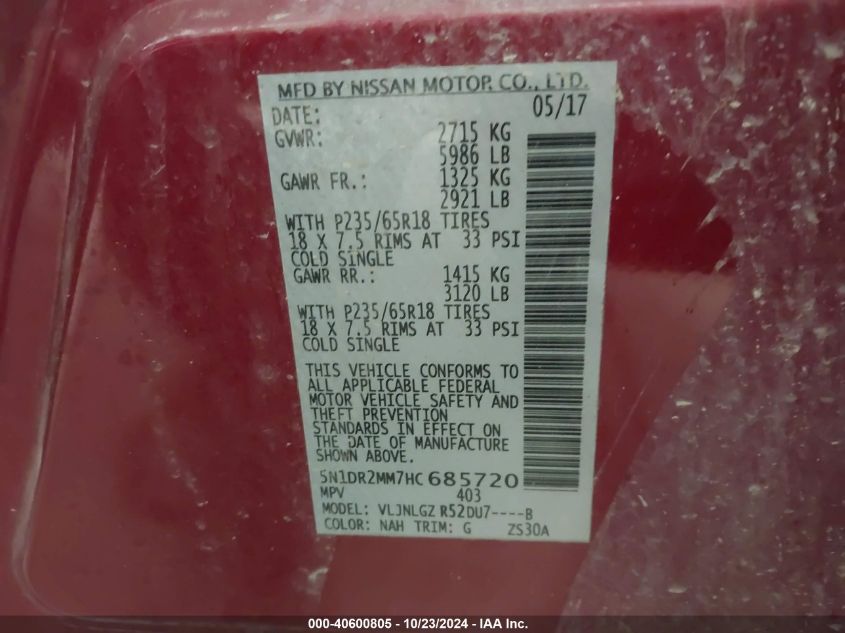 MFD BY NISSAN MOTOR CO., LTD.
DATE: 05/17
GVWR: 2715 KG
5986 LB
GAWR FR.: 1325 KG
2921 LB
WITH P235/65R18 TIRES
18 X 7.5 RIMS AT 33 PSI
COLD SINGLE
GAWR RR.: 1415 KG
3120 LB
WITH P235/65R18 TIRES
18 X 7.5 RIMS AT 33 PSI
COLD SINGLE
THIS VEHICLE CONFORMS TO
ALL APPLICABLE FEDERAL
MOTOR VEHICLE SAFETY AND
THEFT PREVENTION
STANDARDS IN EFFECT ON
THE DATE OF MANUFACTURE
SHOWN ABOVE.
5N1DR2MM7HC685720
MPV 403
MODEL: VLJNLGZ R52DU7----B
COLOR: NAH TRIM: G ZS30A
000-40600805 - 10/23/2024 - IAA Inc.